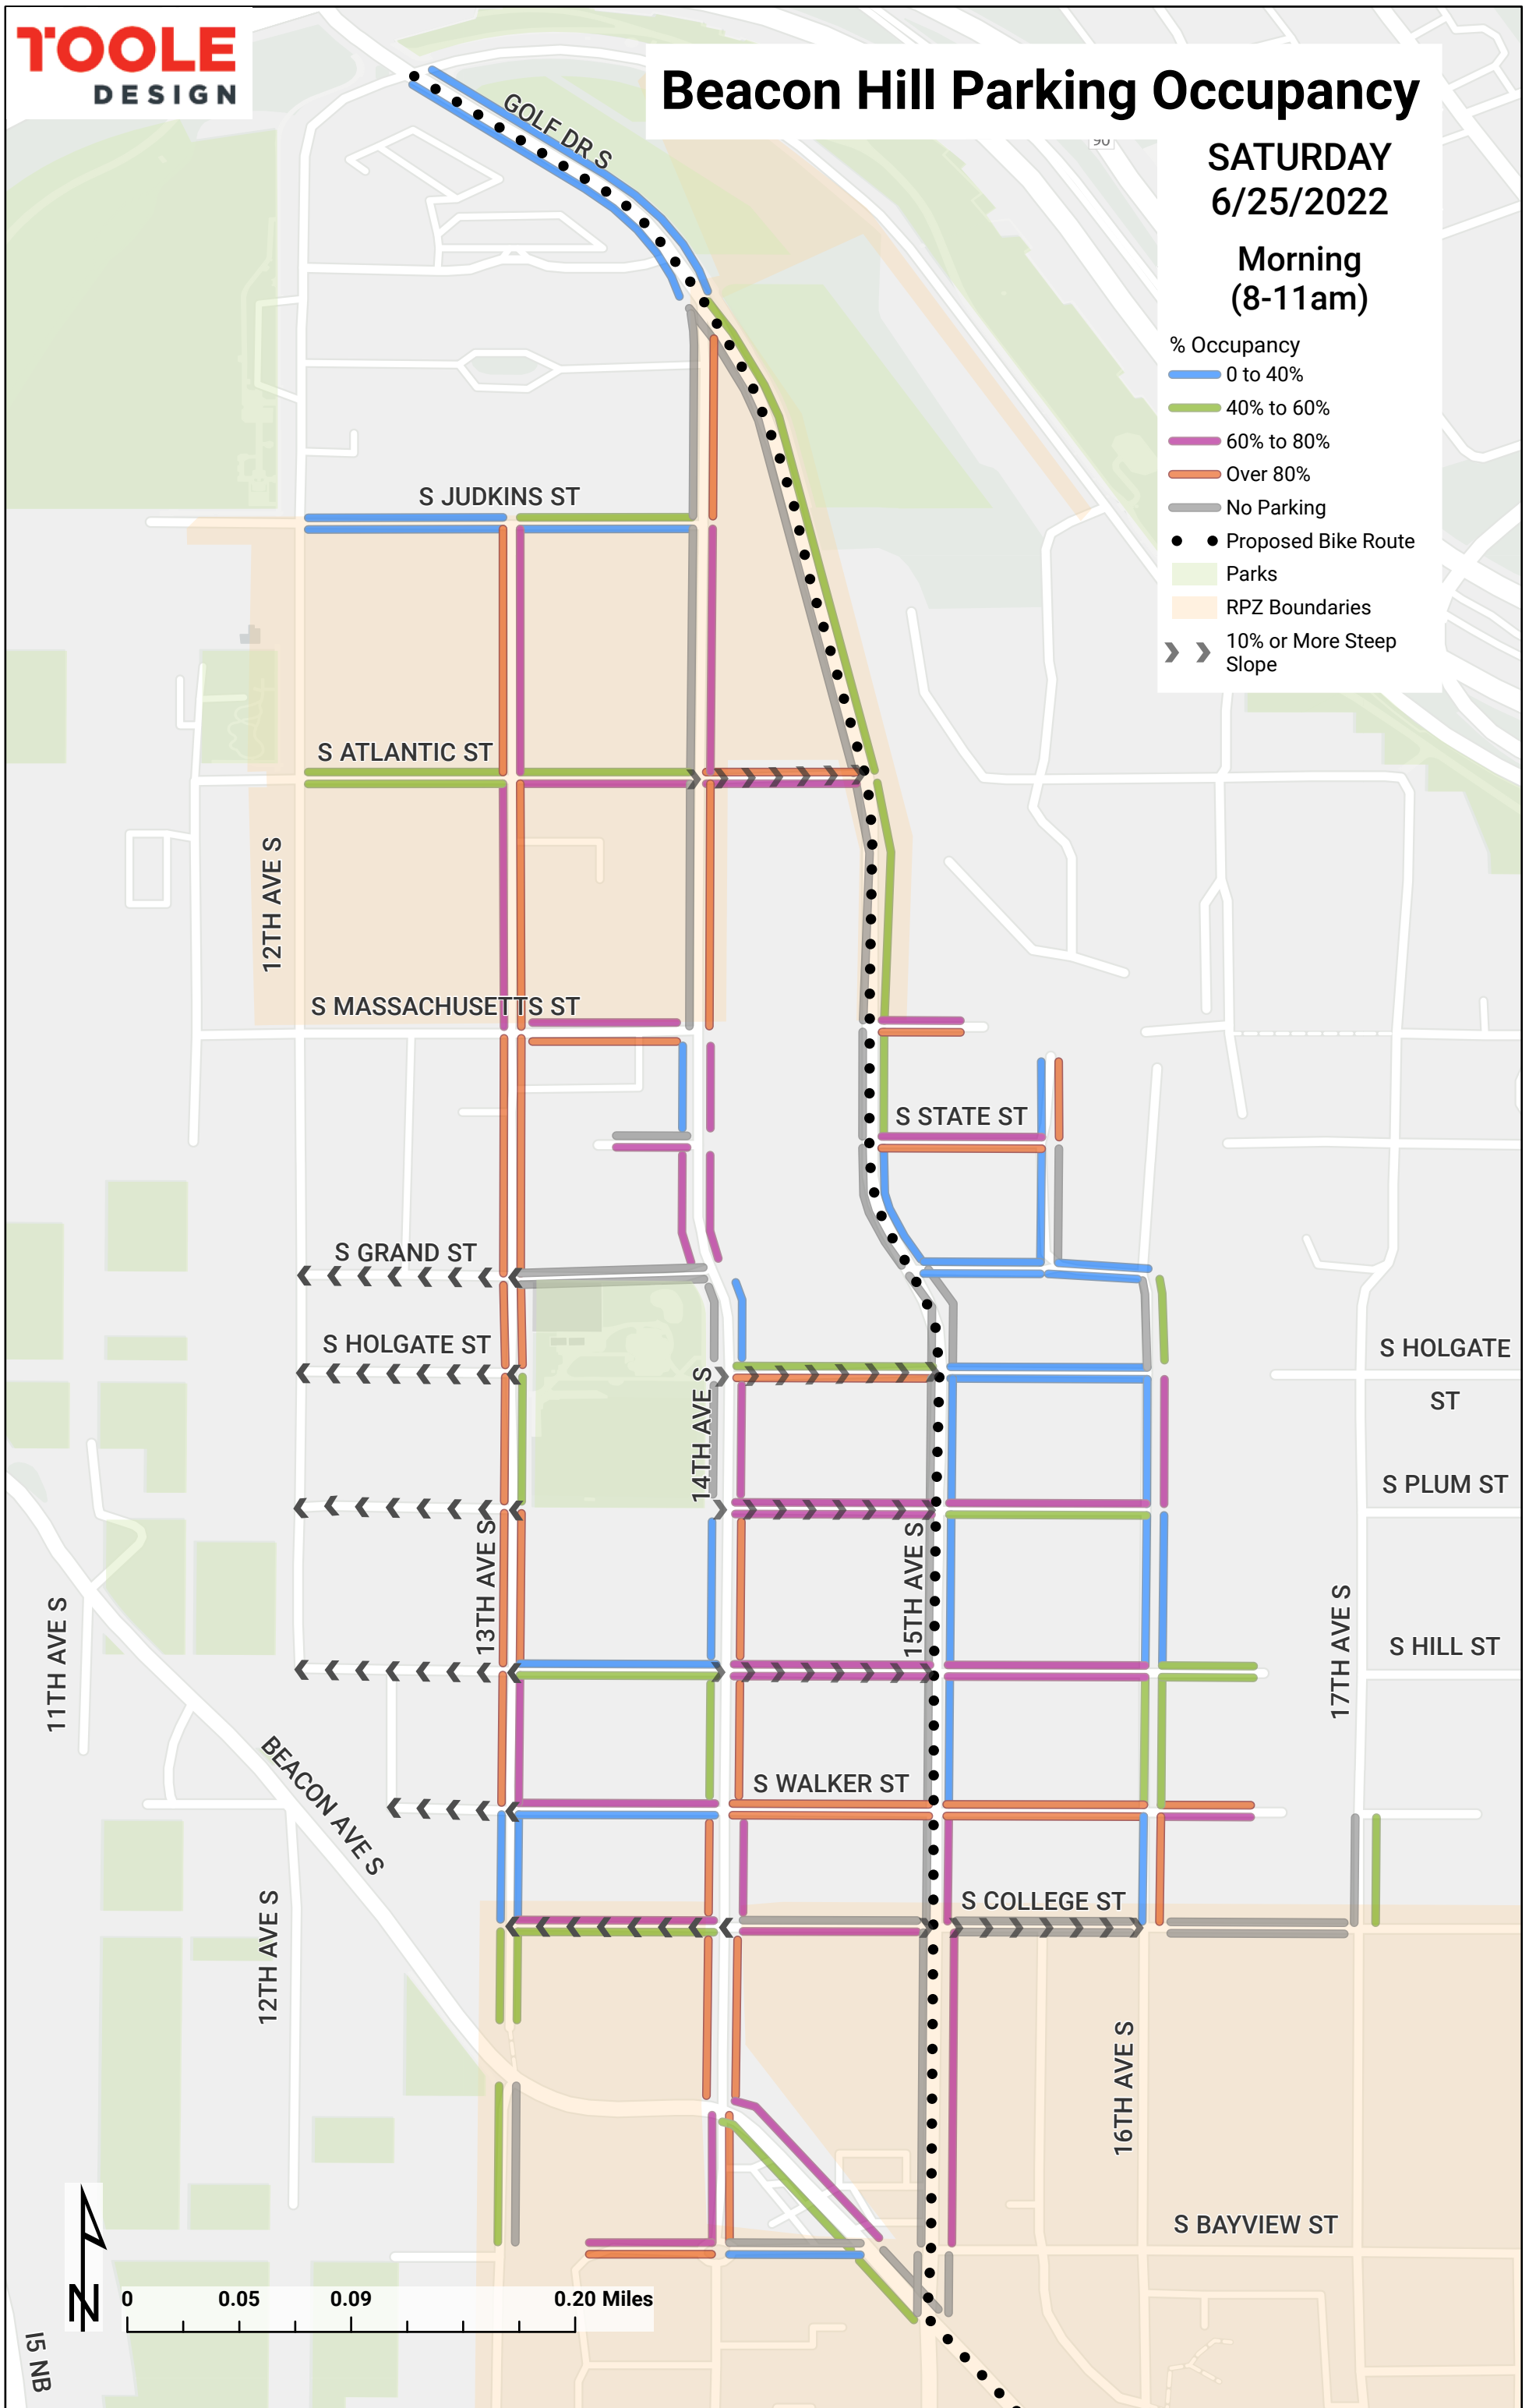 TOOLE
DESIGN
Beacon Hill Parking Occupancy
90
SATURDAY
6/25/2022
Morning
(8-11am)
% Occupancy
0 to 40%
40% to 60%
60% to 80%
Over 80%
No Parking
Proposed Bike Route
Parks
RPZ Boundaries
10% or More Steep
Slope
GOLF DR S
S JUDKINS ST
S ATLANTIC ST
12TH AVE S
S MASSACHUSETTS ST
S STATE ST
S GRAND ST
S HOLGATE ST
S HOLGATE
ST
14TH AVE S
S PLUM ST
13TH AVE S
15TH AVE S
11TH AVE S
17TH AVE S
S HILL ST
BEACON AVE S
S WALKER ST
S COLLEGE ST
12TH AVE S
16TH AVE S
S BAYVIEW ST
N
0 0.05 0.09 0.20 Miles
I5 NB